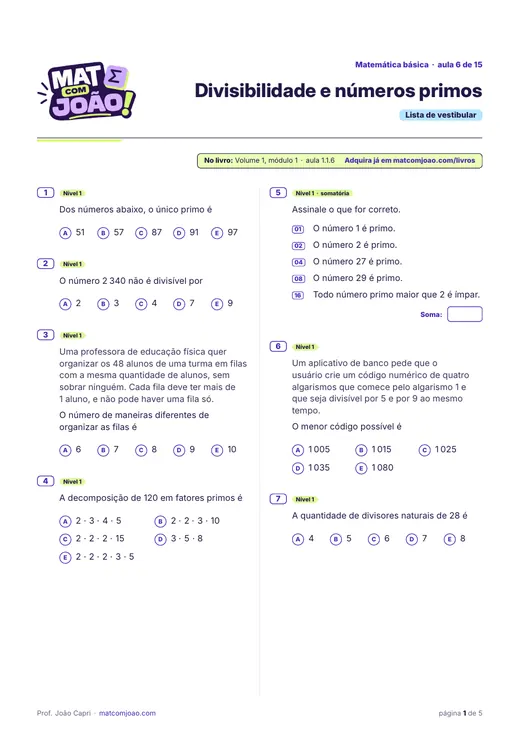 MAT Σ
COM
JOÃO!
Matemática básica · aula 6 de 15
Divisibilidade e números primos
Lista de vestibular
No livro: Volume 1, módulo 1 · aula 1.1.6 Adquira já em matcomjoao.com/livros
1 Nível 1
Dos números abaixo, o único primo é
A 51 B 57 C 87 D 91 E 97
2 Nível 1
O número 2 340 não é divisível por
A 2 B 3 C 4 D 7 E 9
3 Nível 1
Uma professora de educação física quer
organizar os 48 alunos de uma turma em filas
com a mesma quantidade de alunos, sem
sobrar ninguém. Cada fila deve ter mais de
1 aluno, e não pode haver uma fila só.
O número de maneiras diferentes de
organizar as filas é
A 6 B 7 C 8 D 9 E 10
4 Nível 1
A decomposição de 120 em fatores primos é
A 2 · 3 · 4 · 5 B 2 · 2 · 3 · 10
C 2 · 2 · 2 · 15 D 3 · 5 · 8
E 2 · 2 · 2 · 3 · 5
5 Nível 1 · somatória
Assinale o que for correto.
01 O número 1 é primo.
02 O número 2 é primo.
04 O número 27 é primo.
08 O número 29 é primo.
16 Todo número primo maior que 2 é ímpar.
Soma:
6 Nível 1
Um aplicativo de banco pede que o
usuário crie um código numérico de quatro
algarismos que comece pelo algarismo 1 e
que seja divisível por 5 e por 9 ao mesmo
tempo.
O menor código possível é
A 1 005 B 1 015 C 1 025
D 1 035 E 1 080
7 Nível 1
A quantidade de divisores naturais de 28 é
A 4 B 5 C 6 D 7 E 8
Prof. João Capri · matcomjoao.com
página 1 de 5